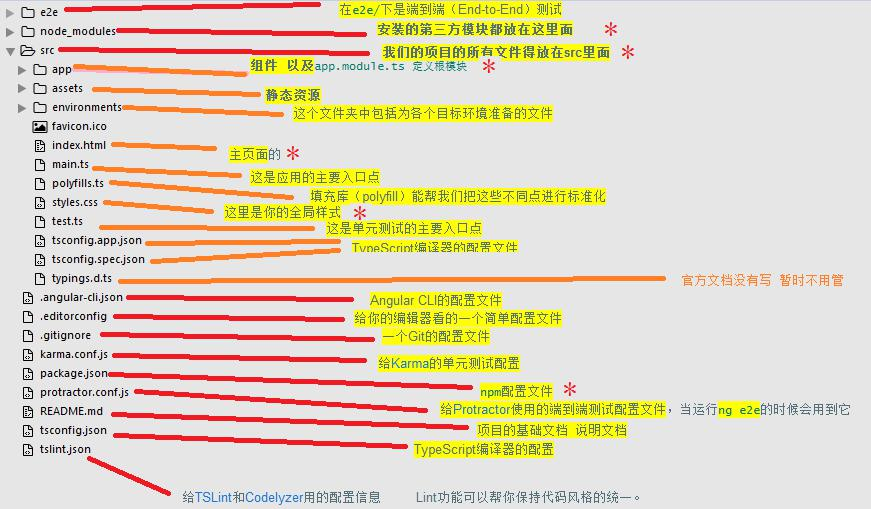 e2e 在e2e/下是端到端（End-to-End）测试
node_modules 安装的第三方模块都放在这里面 *
src 我们的项目的所有文件得放在src里面 *
app 组件 以及app.module.ts 定义根模块 *
assets 静态资源
environments 这个文件夹中包括为各个目标环境准备的文件
favicon.ico
index.html 主页面的 *
main.ts 这是应用的主要入口点
polyfills.ts 填充库（polyfill）能帮我们把这些不同点进行标准化
styles.css 这里是你的全局样式 *
test.ts 这是单元测试的主要入口点
tsconfig.app.json TypeScript编译器的配置文件
tsconfig.spec.json
typings.d.ts 官方文档没有写 暂时不用管
.angular-cli.json Angular CLI的配置文件
.editorconfig 给你的编辑器看的一个简单配置文件
.gitignore 一个Git的配置文件
karma.conf.js 给Karma的单元测试配置
package.json npm配置文件 *
protractor.conf.js 给Protractor使用的端到端测试配置文件，当运行ng e2e的时候会用到它
README.md 项目的基础文档 说明文档
tsconfig.json TypeScript编译器的配置
tslint.json
给TSLint和Codelyzer用的配置信息 Lint功能可以帮你保持代码风格的统一。